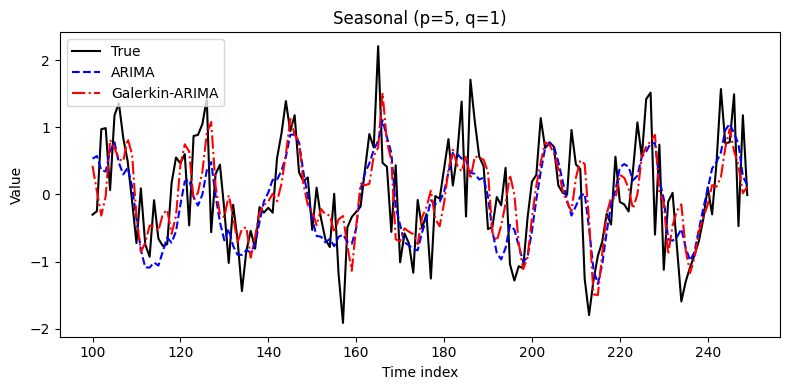 Seasonal (p=5, q=1)
True
ARIMA
Galerkin-ARIMA
Value
2
1
0
−1
−2
100 120 140 160 180 200 220 240
Time index